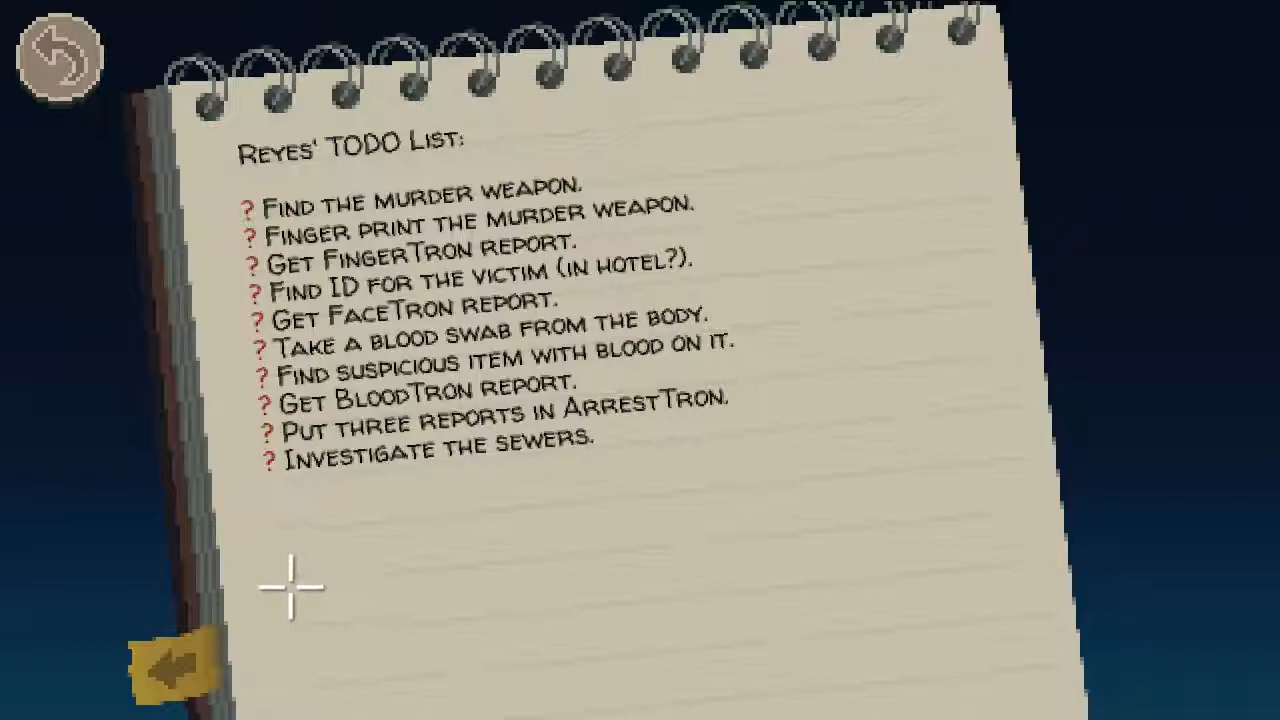 Reyes' TODO List:
? Find the murder weapon.
? Finger print the murder weapon.
? Get FingerTron report.
? Find ID for the victim (in hotel?).
? Get FaceTron report.
? Take a blood swab from the body.
? Find suspicious item with blood on it.
? Get BloodTron report.
? Put three reports in ArrestTron.
? Investigate the sewers.